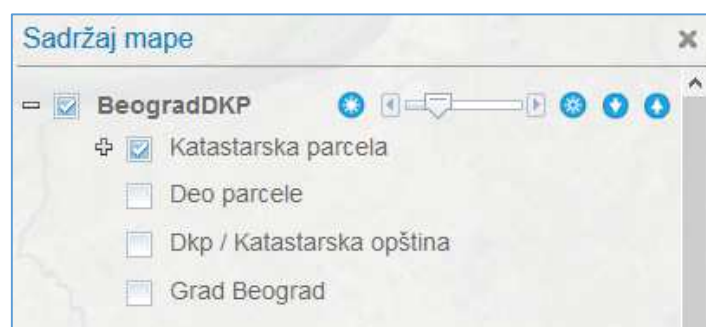 Sadržaj mape
BeogradDKP
Katastarska parcela
Deo parcele
Dkp / Katastarska opština
Grad Beograd